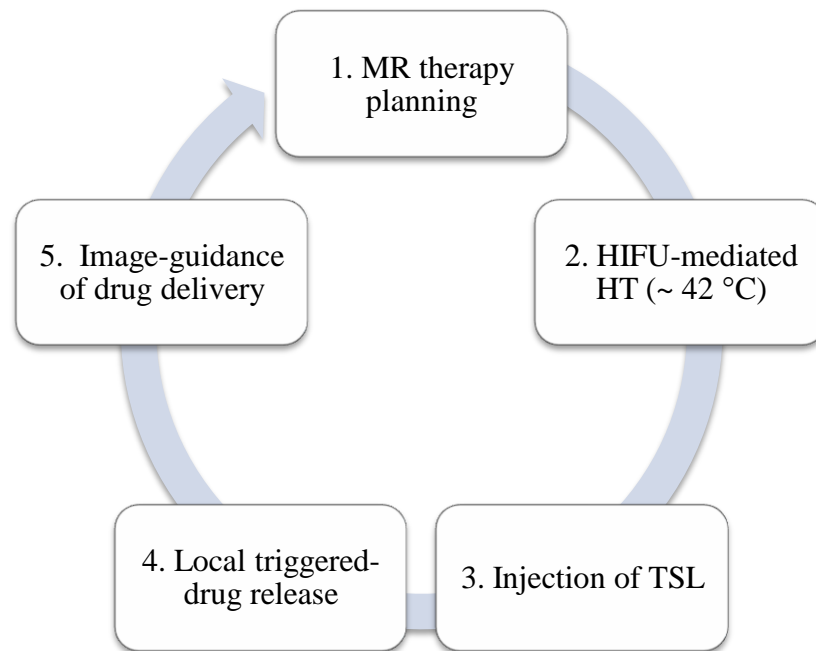 1. MR therapy
planning
2. HIFU-mediated
HT (~ 42 °C)
3. Injection of TSL
4. Local triggered-
drug release
5. Image-guidance
of drug delivery